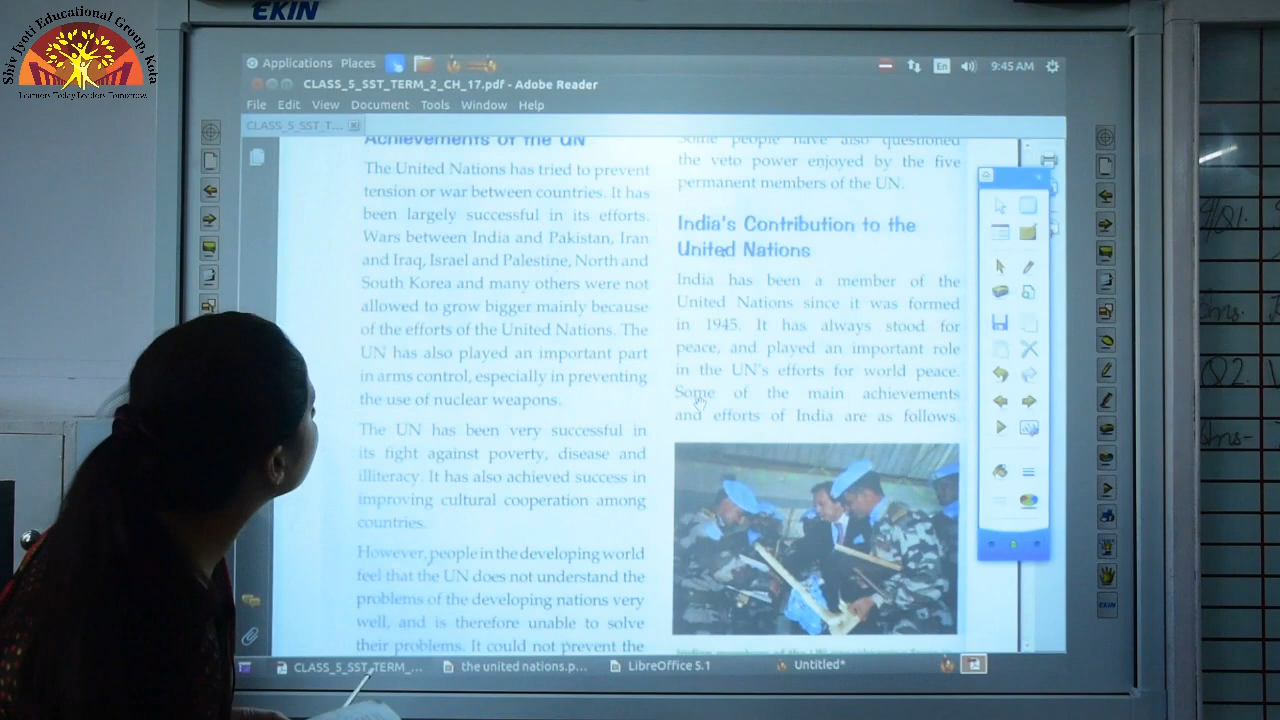 Shiv Jyoti Educational Group, Kota
Learners Today Leaders Tomorrow
EKIN
Applications Places
En
9:45 AM
CLASS_5_SST_TERM_2_CH_17.pdf - Adobe Reader
File Edit View Document Tools Window Help
CLASS_5_SST_T...
Achievements of the UN
The United Nations has tried to prevent
tension or war between countries. It has
been largely successful in its efforts.
Wars between India and Pakistan, Iran
and Iraq, Israel and Palestine, North and
South Korea and many others were not
allowed to grow bigger mainly because
of the efforts of the United Nations. The
UN has also played an important part
in arms control, especially in preventing
the use of nuclear weapons.
The UN has been very successful in
its fight against poverty, disease and
illiteracy. It has also achieved success in
improving cultural cooperation among
countries.
However, people in the developing world
feel that the UN does not understand the
problems of the developing nations very
well, and is therefore unable to solve
their problems. It could not prevent the
Some people have also questioned
the veto power enjoyed by the five
permanent members of the UN.
India's Contribution to the
United Nations
India has been a member of the
United Nations since it was formed
in 1945. It has always stood for
peace, and played an important role
in the UN's efforts for world peace.
Some of the main achievements
and efforts of India are as follows.
CLASS_5_SST_TERM_...
the united nations.p...
LibreOffice 5.1
Untitled*
EKIN
Q2.
Ans-